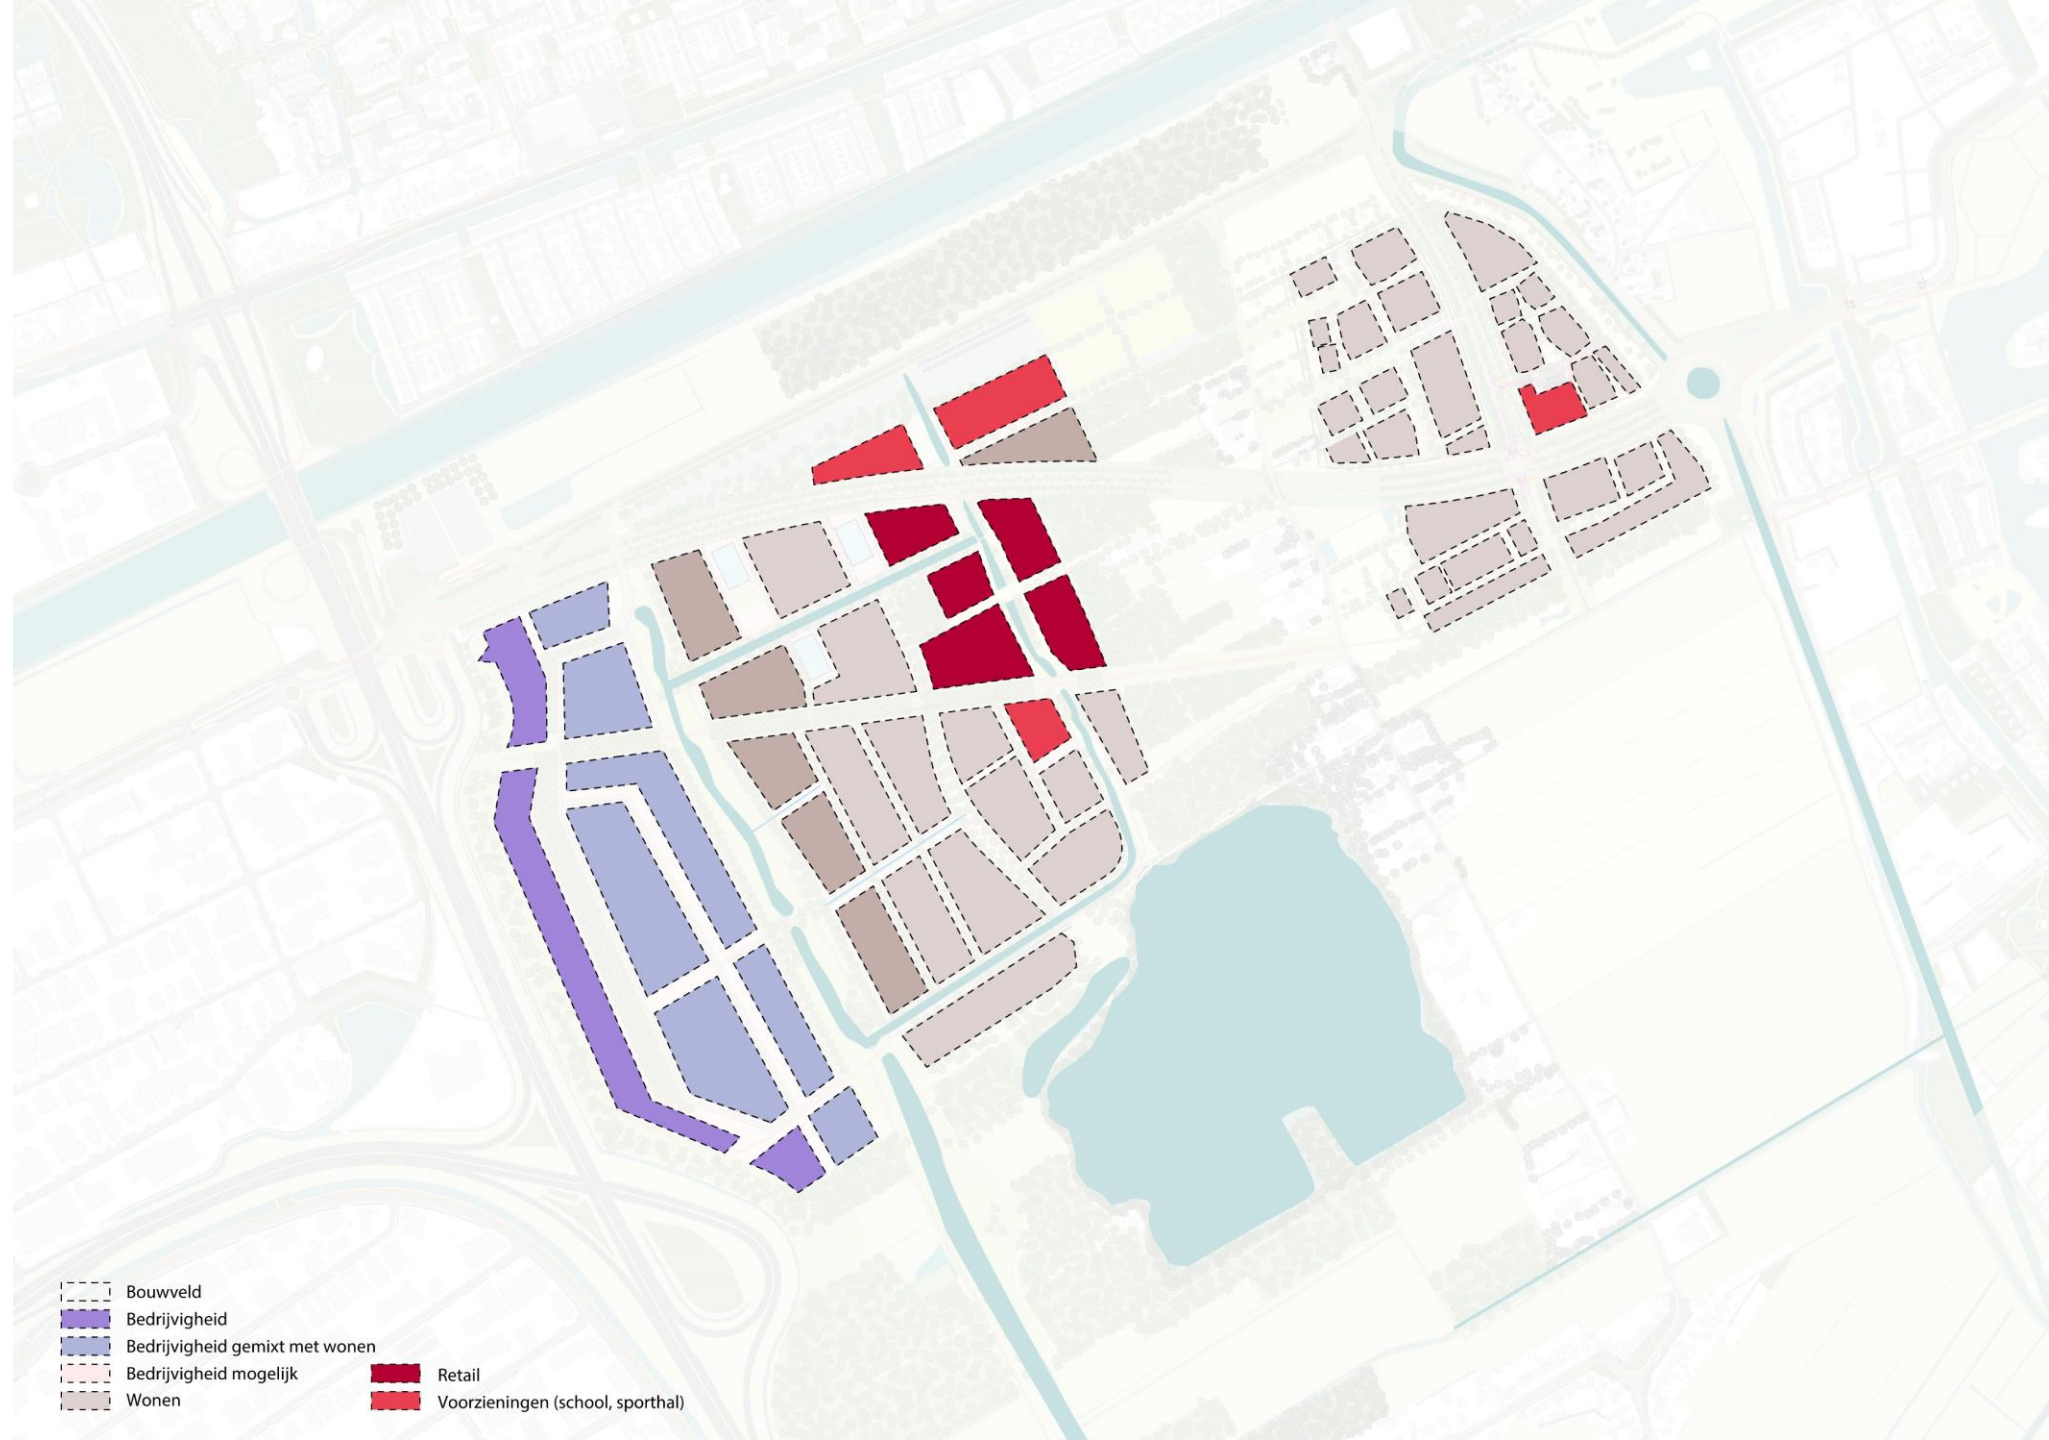 Bouwveld
Bedrijvigheid
Bedrijvigheid gemixt met wonen
Bedrijvigheid mogelijk
Wonen
Retail
Voorzieningen (school, sporthal)